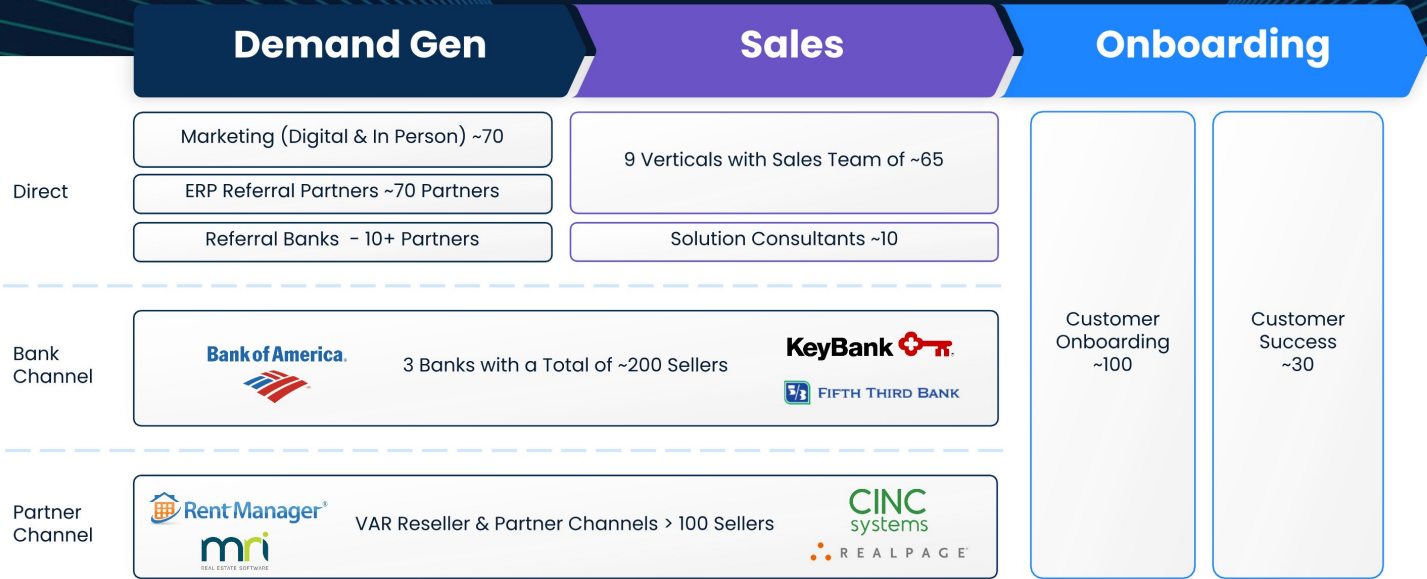 Demand Gen
Sales
Onboarding
Direct
Marketing (Digital & In Person) ~70
ERP Referral Partners ~70 Partners
Referral Banks - 10+ Partners
9 Verticals with Sales Team of ~65
Solution Consultants ~10
Bank
Channel
Bank of America.
3 Banks with a Total of ~200 Sellers
KeyBank
FIFTH THIRD BANK
Partner
Channel
Rent Manager®
mri
REAL ESTATE SOFTWARE
VAR Reseller & Partner Channels > 100 Sellers
CINC
systems
REALPAGE
Customer
Onboarding
~100
Customer
Success
~30